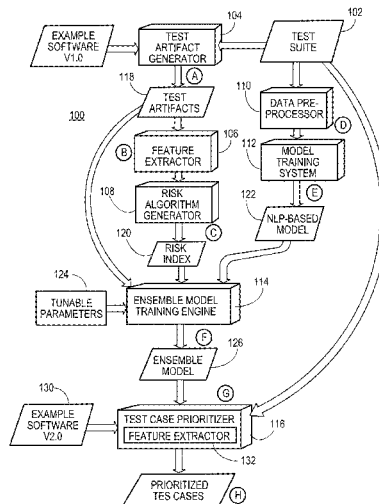 104
102
EXAMPLE SOFTWARE V1.0
TEST ARTIFACT GENERATOR
TEST SUITE
118
A
110
100
TEST ARTIFACTS
DATA PRE-PROCESSOR
D
106
B
FEATURE EXTRACTOR
112
MODEL TRAINING SYSTEM
108
RISK ALGORITHM GENERATOR
C
E
122
120
RISK INDEX
NLP-BASED MODEL
124
TUNABLE PARAMETERS
ENSEMBLE MODEL TRAINING ENGINE
114
F
126
ENSEMBLE MODEL
130
G
EXAMPLE SOFTWARE V2.0
TEST CASE PRIORITIZER
FEATURE EXTRACTOR
116
132
PRIORITIZED TES CASES
H